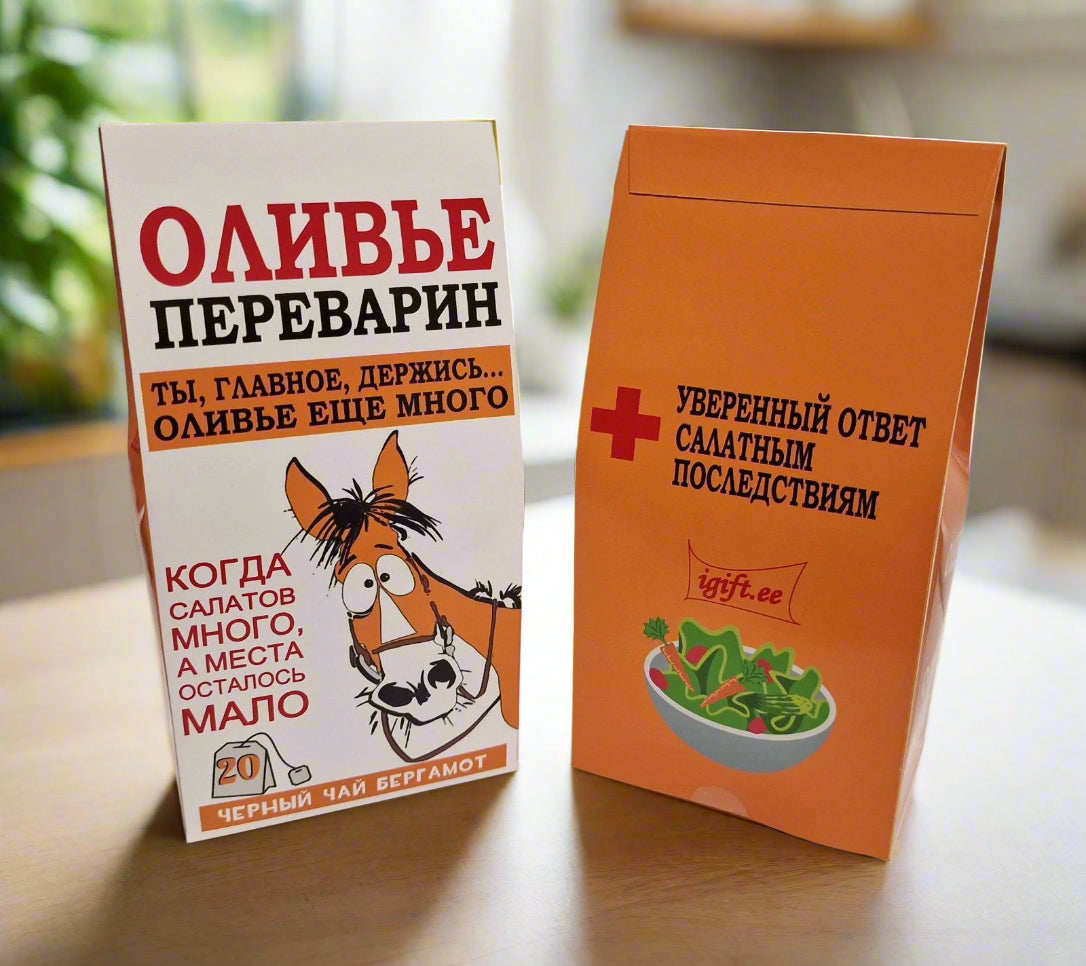 ОЛИВЬЕ
ПЕРЕВАРИН
ТЫ, ГЛАВНОЕ, ДЕРЖИСЬ...
ОЛИВЬЕ ЕЩЕ МНОГО
КОГДА
САЛАТОВ
МНОГО,
А МЕСТА
ОСТАЛОСЬ
МАЛО
20
ЧЕРНЫЙ ЧАЙ БЕРГАМОТ
УВЕРЕННЫЙ ОТВЕТ
САЛАТНЫМ
ПОСЛЕДСТВИЯМ
igift.ee